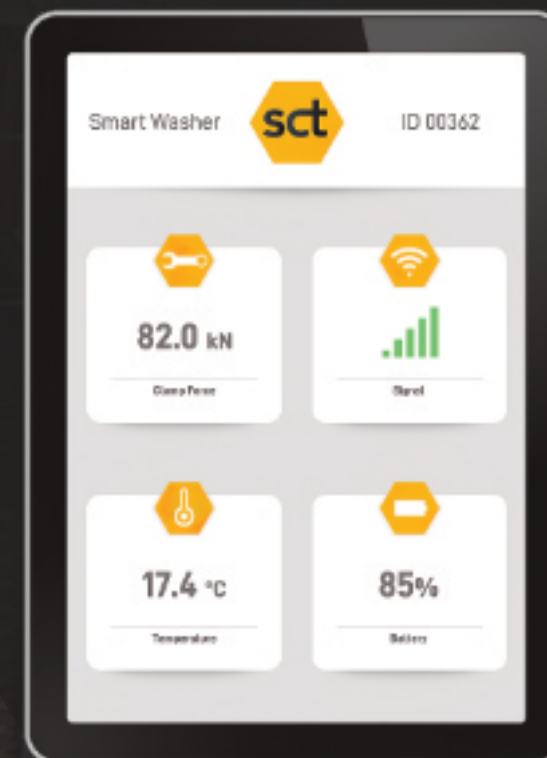 Smart Washer
sct
ID 00362
82.0 kN
Clamp Force
Signal
17.4 °C
Temperature
85%
Battery